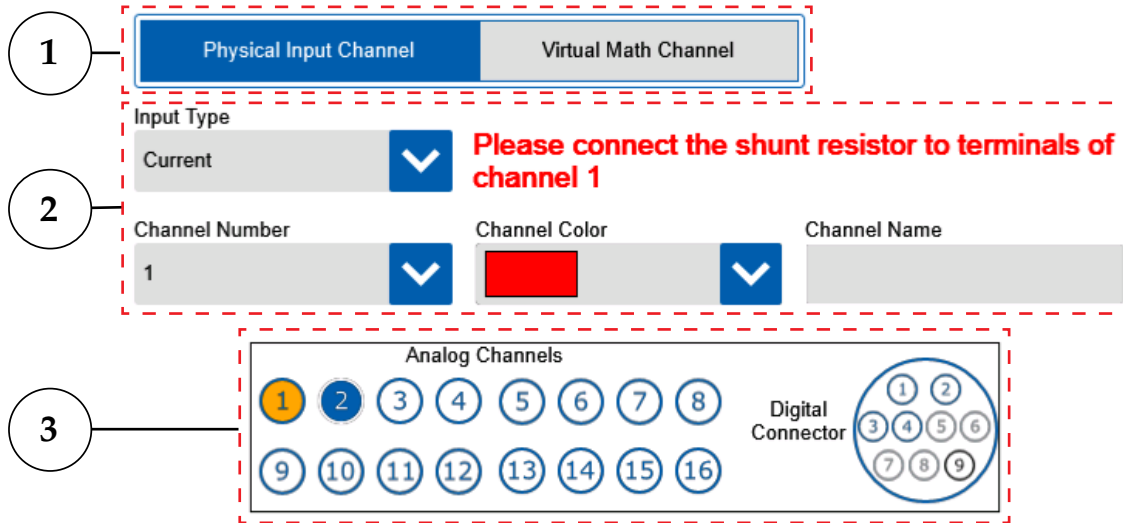 1
Physical Input Channel Virtual Math Channel
2
Input Type
Current
Please connect the shunt resistor to terminals of
channel 1
Channel Number Channel Color Channel Name
1
3
Analog Channels
1 2 3 4 5 6 7 8
9 10 11 12 13 14 15 16
Digital
Connector
1 2
3 4 5 6
7 8 9